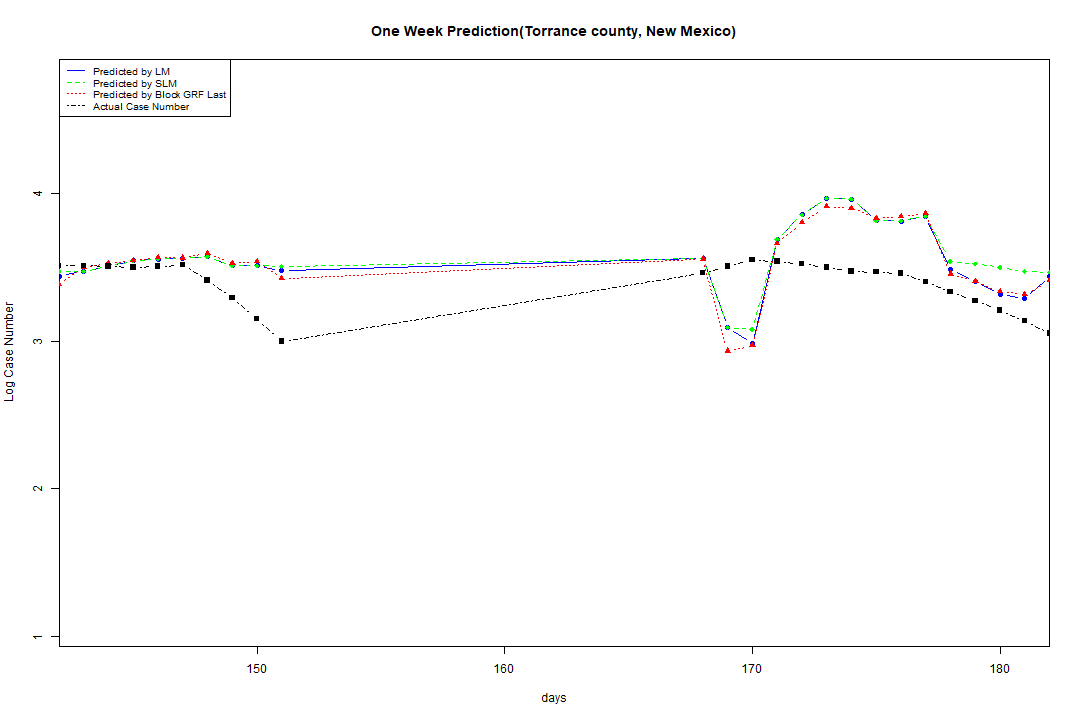 One Week Prediction(Torrance county, New Mexico)
Predicted by LM
Predicted by SLM
Predicted by Block GRF Last
Actual Case Number
Log Case Number
4
3
2
1
150 160 170 180
days